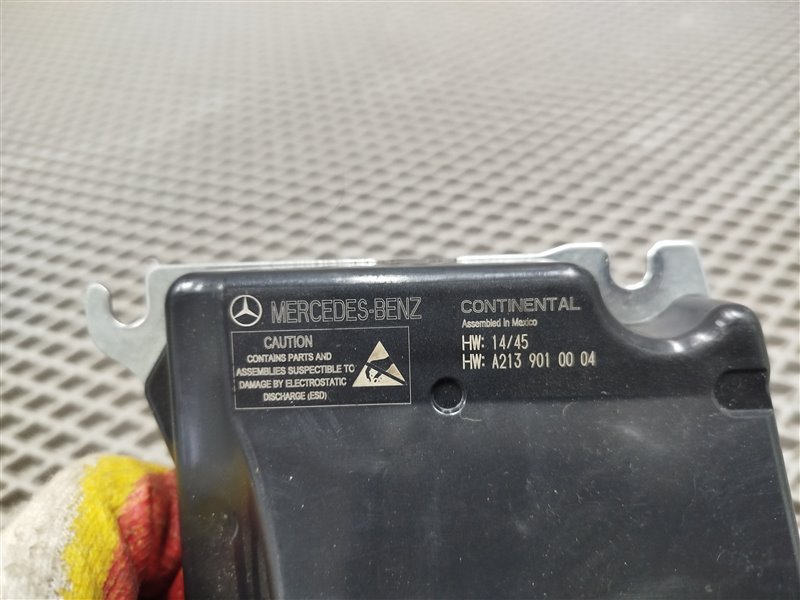 MERCEDES-BENZ
CAUTION
CONTAINS PARTS AND
ASSEMBLIES SUSPECTIBLE TO
DAMAGE BY ELECTROSTATIC
DISCHARGE (ESD)
CONTINENTAL
Assembled in Mexico
HW: 14/45
HW: A213 901 00 04